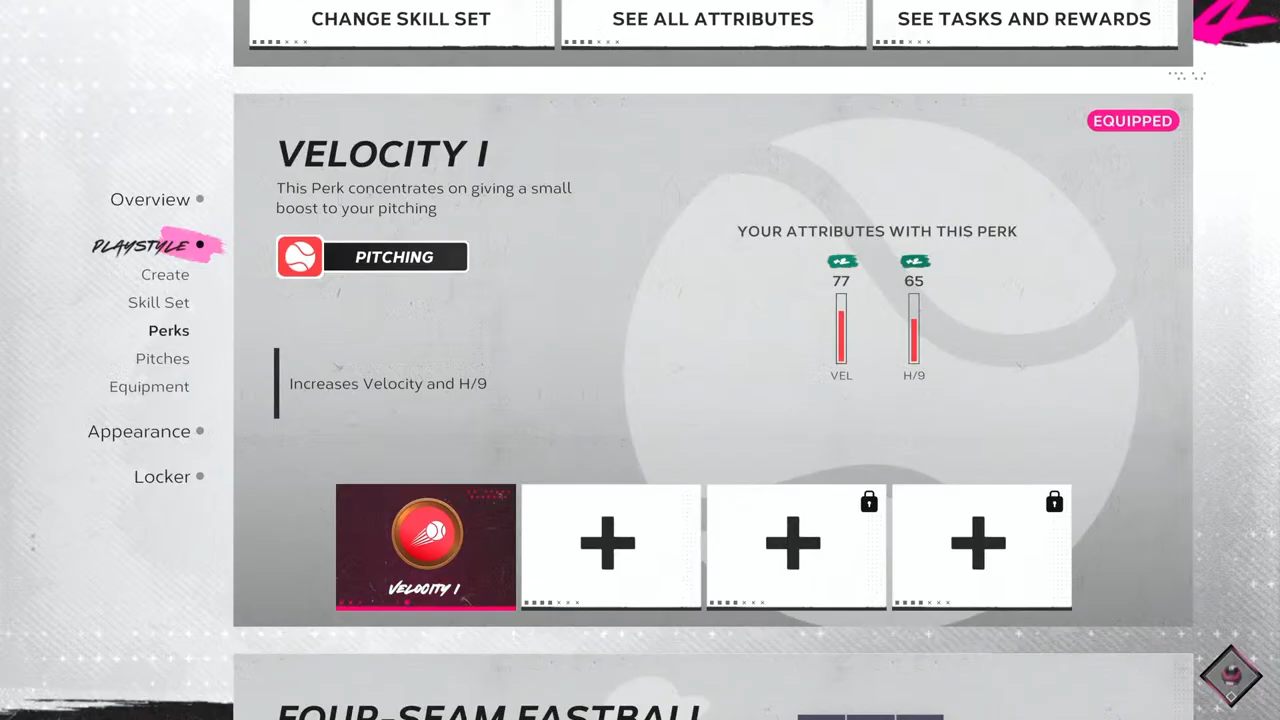 CHANGE SKILL SET
SEE ALL ATTRIBUTES
SEE TASKS AND REWARDS
EQUIPPED
VELOCITY I
This Perk concentrates on giving a small
boost to your pitching
PITCHING
Increases Velocity and H/9
YOUR ATTRIBUTES WITH THIS PERK
+2 +2
77 65
VEL H/9
Overview
PLAYSTYLE
Create
Skill Set
Perks
Pitches
Equipment
Appearance
Locker
VELOCITY I
FOUR-SEAM FASTBALL